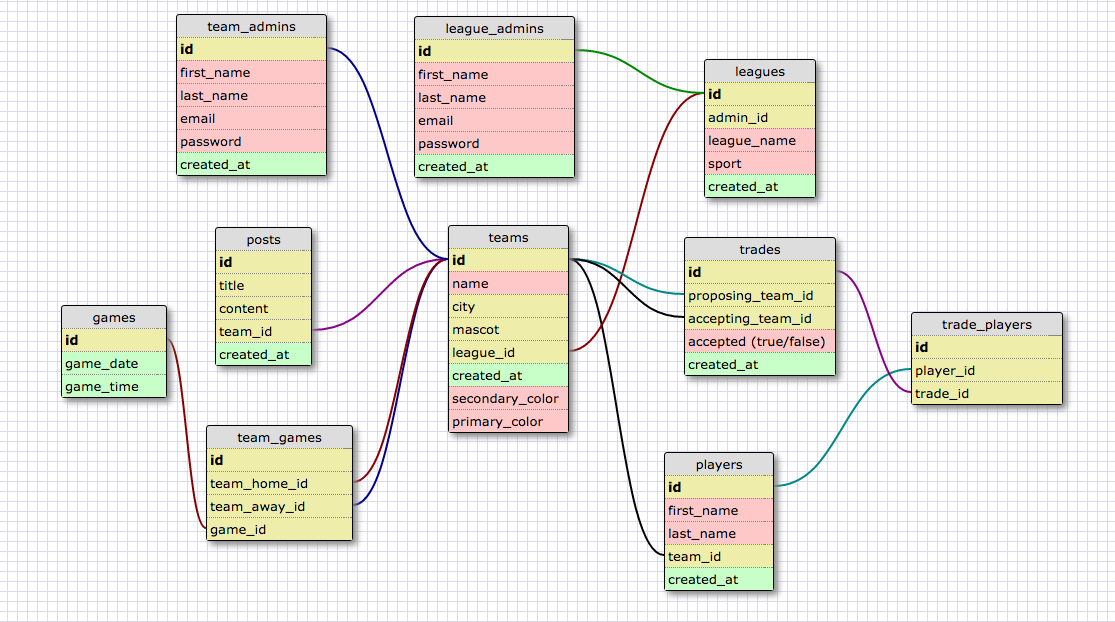 team_admins
id
first_name
last_name
email
password
created_at
league_admins
id
first_name
last_name
email
password
created_at
leagues
id
admin_id
league_name
sport
created_at
posts
id
title
content
team_id
created_at
teams
id
name
city
mascot
league_id
created_at
secondary_color
primary_color
trades
id
proposing_team_id
accepting_team_id
accepted (true/false)
created_at
games
id
game_date
game_time
trade_players
id
player_id
trade_id
team_games
id
team_home_id
team_away_id
game_id
players
id
first_name
last_name
team_id
created_at